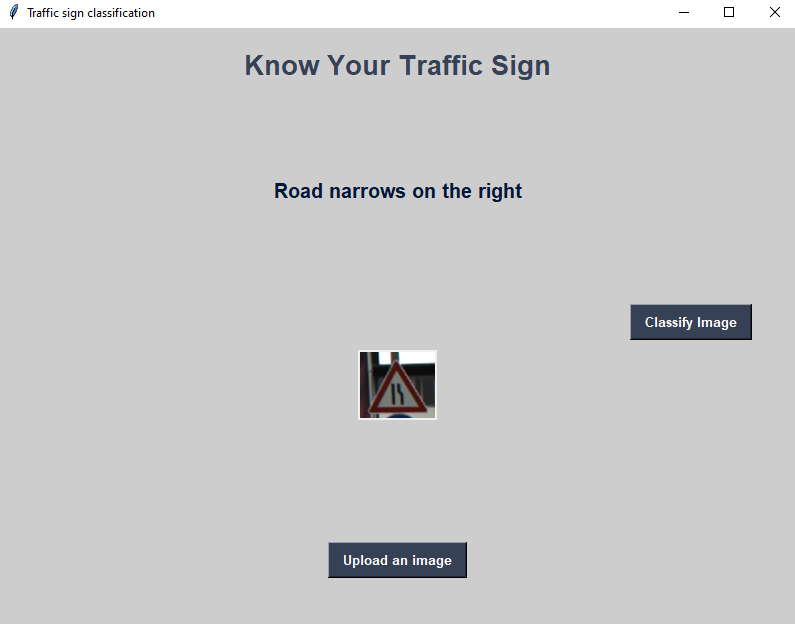 Traffic sign classification
Know Your Traffic Sign
Road narrows on the right
Classify Image
Upload an image